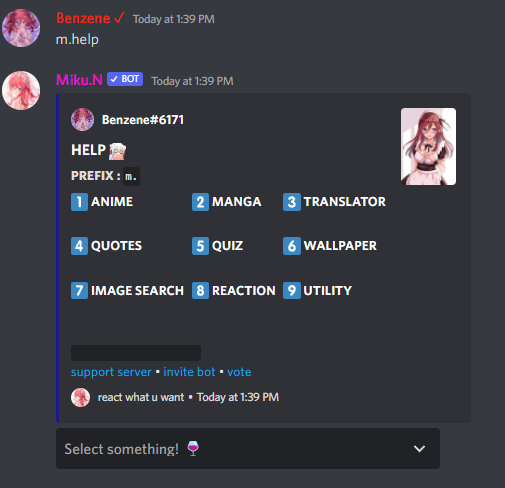 Benzene ✓ Today at 1:39 PM
m.help
Miku.N ✓ BOT Today at 1:39 PM
Benzene#6171
HELP
PREFIX : m.
1 ANIME 2 MANGA 3 TRANSLATOR
4 QUOTES 5 QUIZ 6 WALLPAPER
7 IMAGE SEARCH 8 REACTION 9 UTILITY
support server • invite bot • vote
react what u want • Today at 1:39 PM
Select something! 🍷